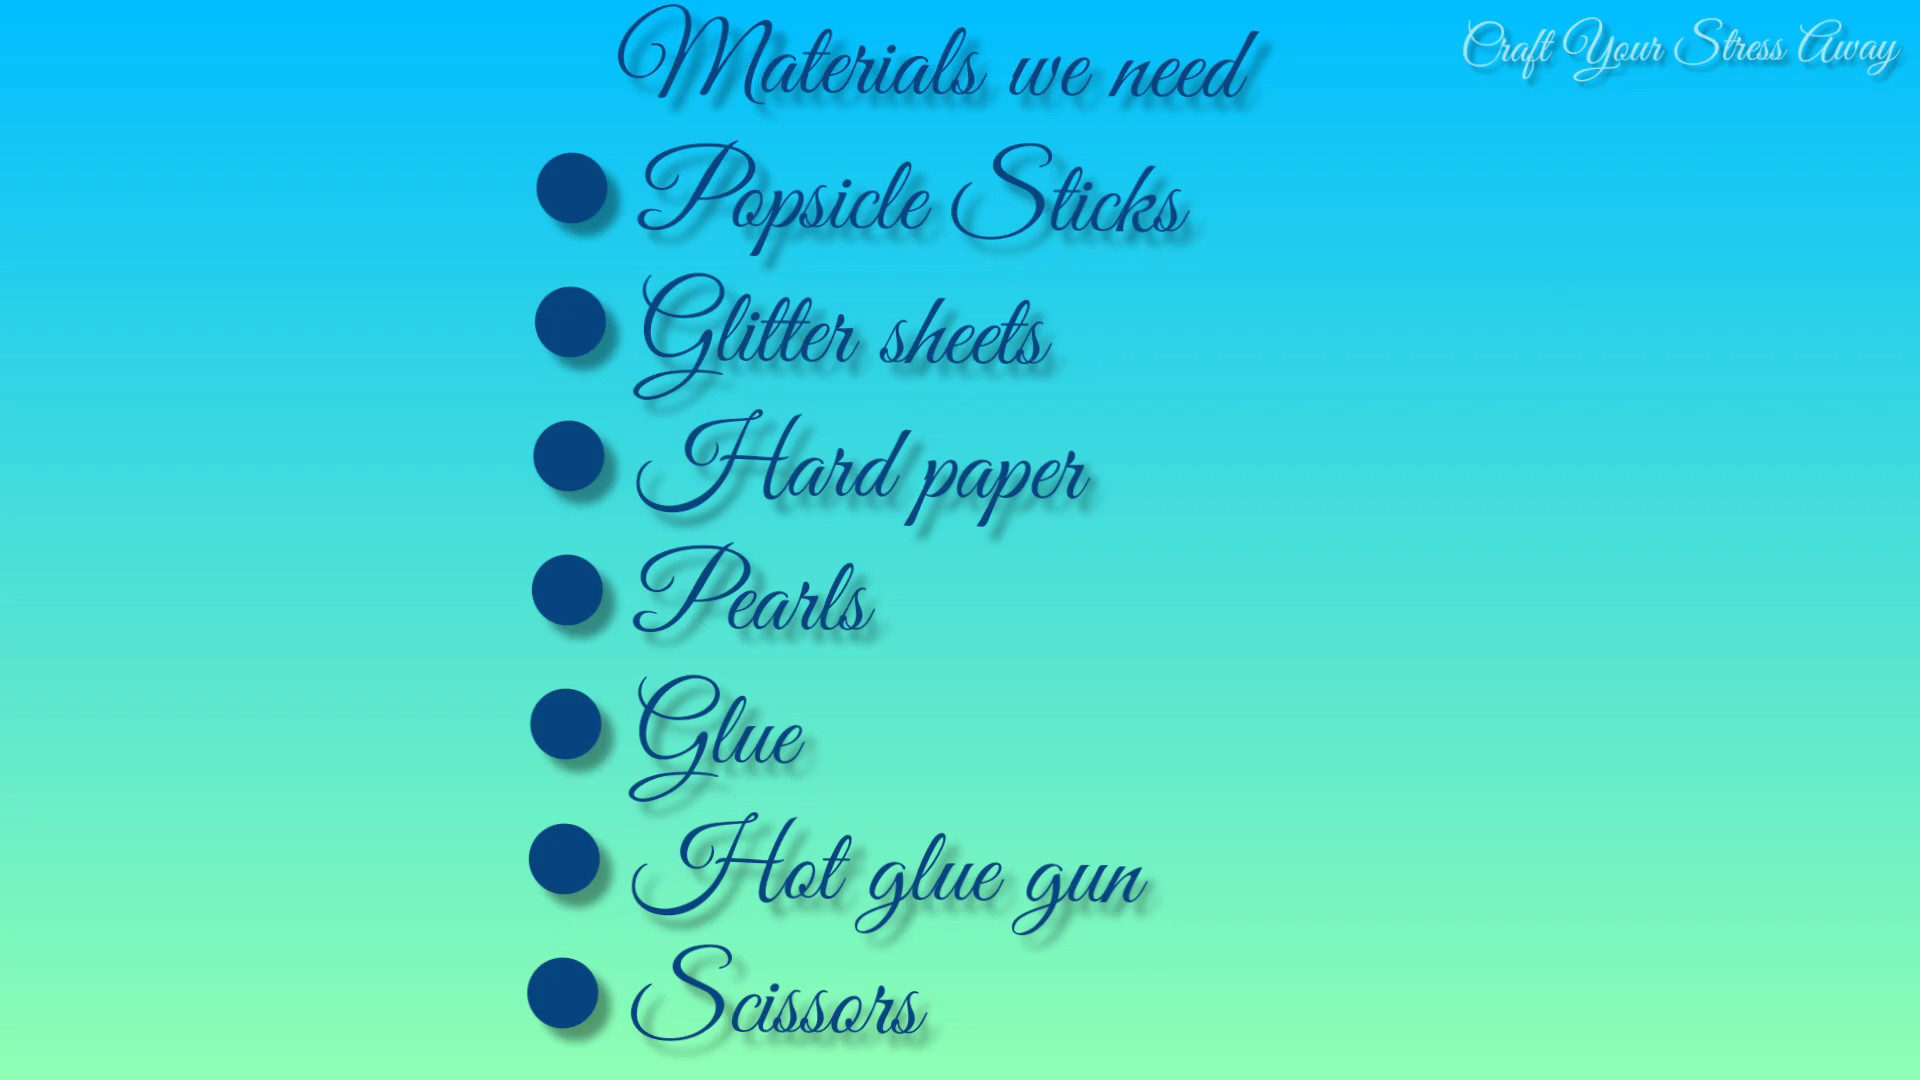 Materials we need
Craft Your Stress Away
Popsicle Sticks
Glitter sheets
Hard paper
Pearls
Glue
Hot glue gun
Scissors